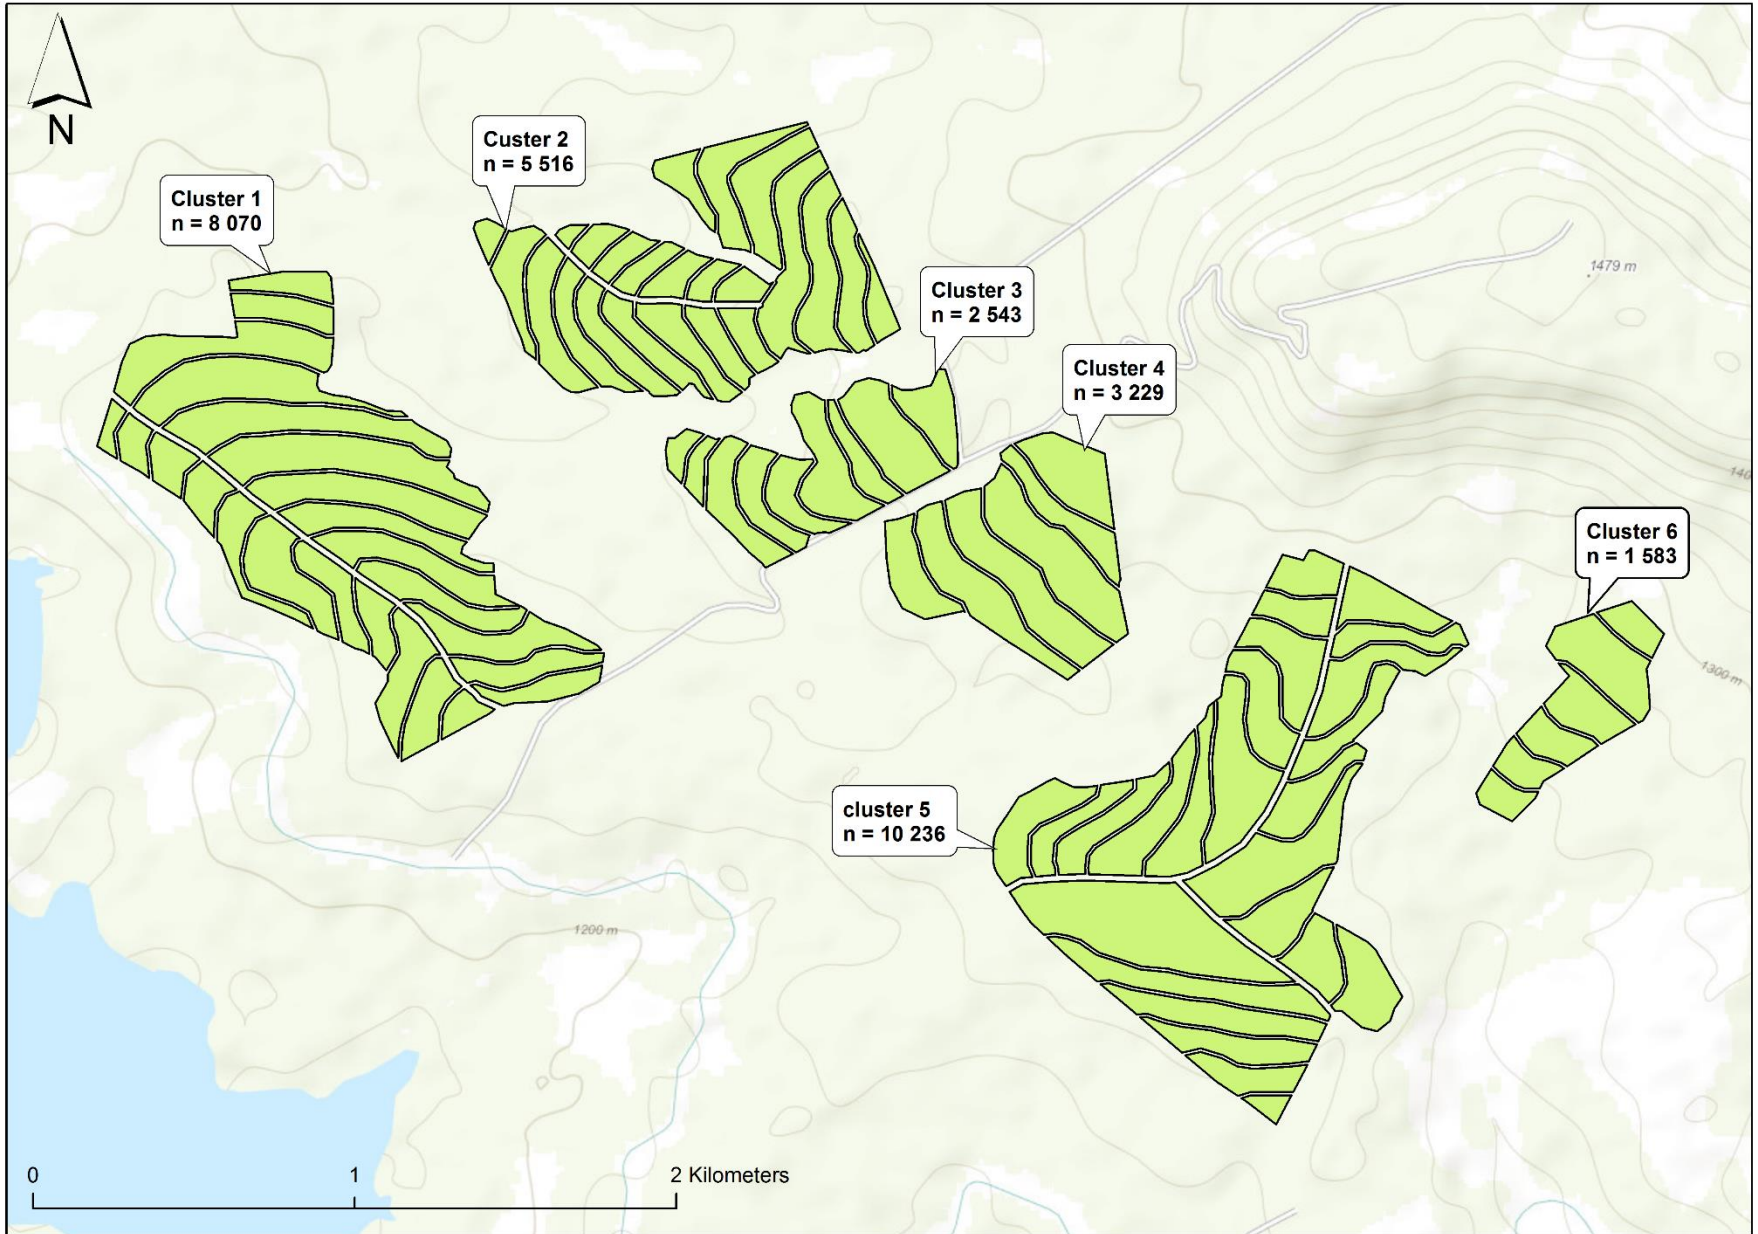 N
Custer 2
n = 5 516
Cluster 1
n = 8 070
1479 m
Cluster 3
n = 2 543
Cluster 4
n = 3 229
Cluster 6
n = 1 583
1300 m
cluster 5
n = 10 236
1200 m
0 1 2 Kilometers